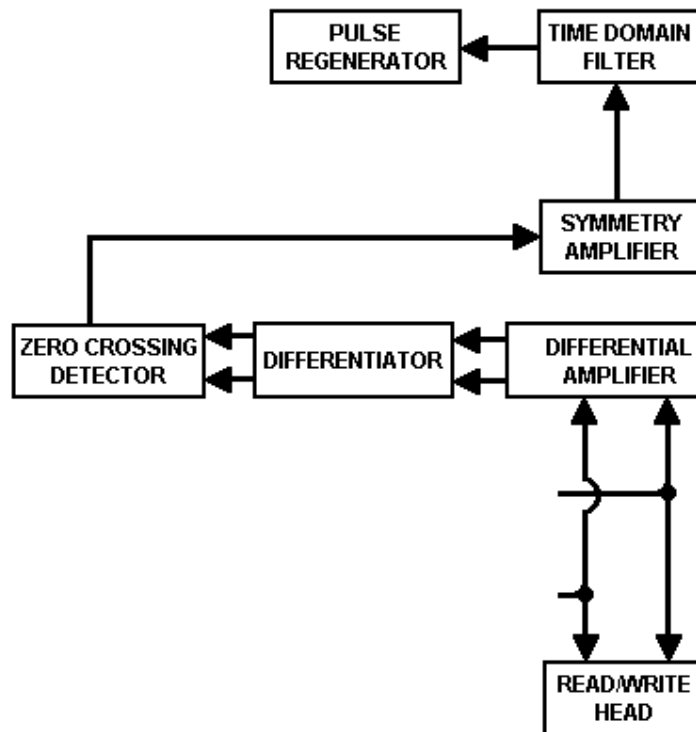 PULSE
REGENERATOR
TIME DOMAIN
FILTER
SYMMETRY
AMPLIFIER
ZERO CROSSING
DETECTOR
DIFFERENTIATOR
DIFFERENTIAL
AMPLIFIER
READ/WRITE
HEAD